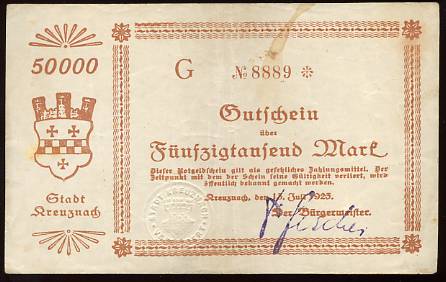 50000
G № 8889 *
Gutschein
über
Fünfzigtausend Mark
Dieser Notgeldschein gilt als gesetzliches Zahlungsmittel. Der
Zeitpunkt mit dem der Schein seine Gültigkeit verliert, wird
öffentlich bekannt gemacht werden.
Kreuznach, den 15. Juli 1923.
Der Bürgermeister.
Stadt
Kreuznach